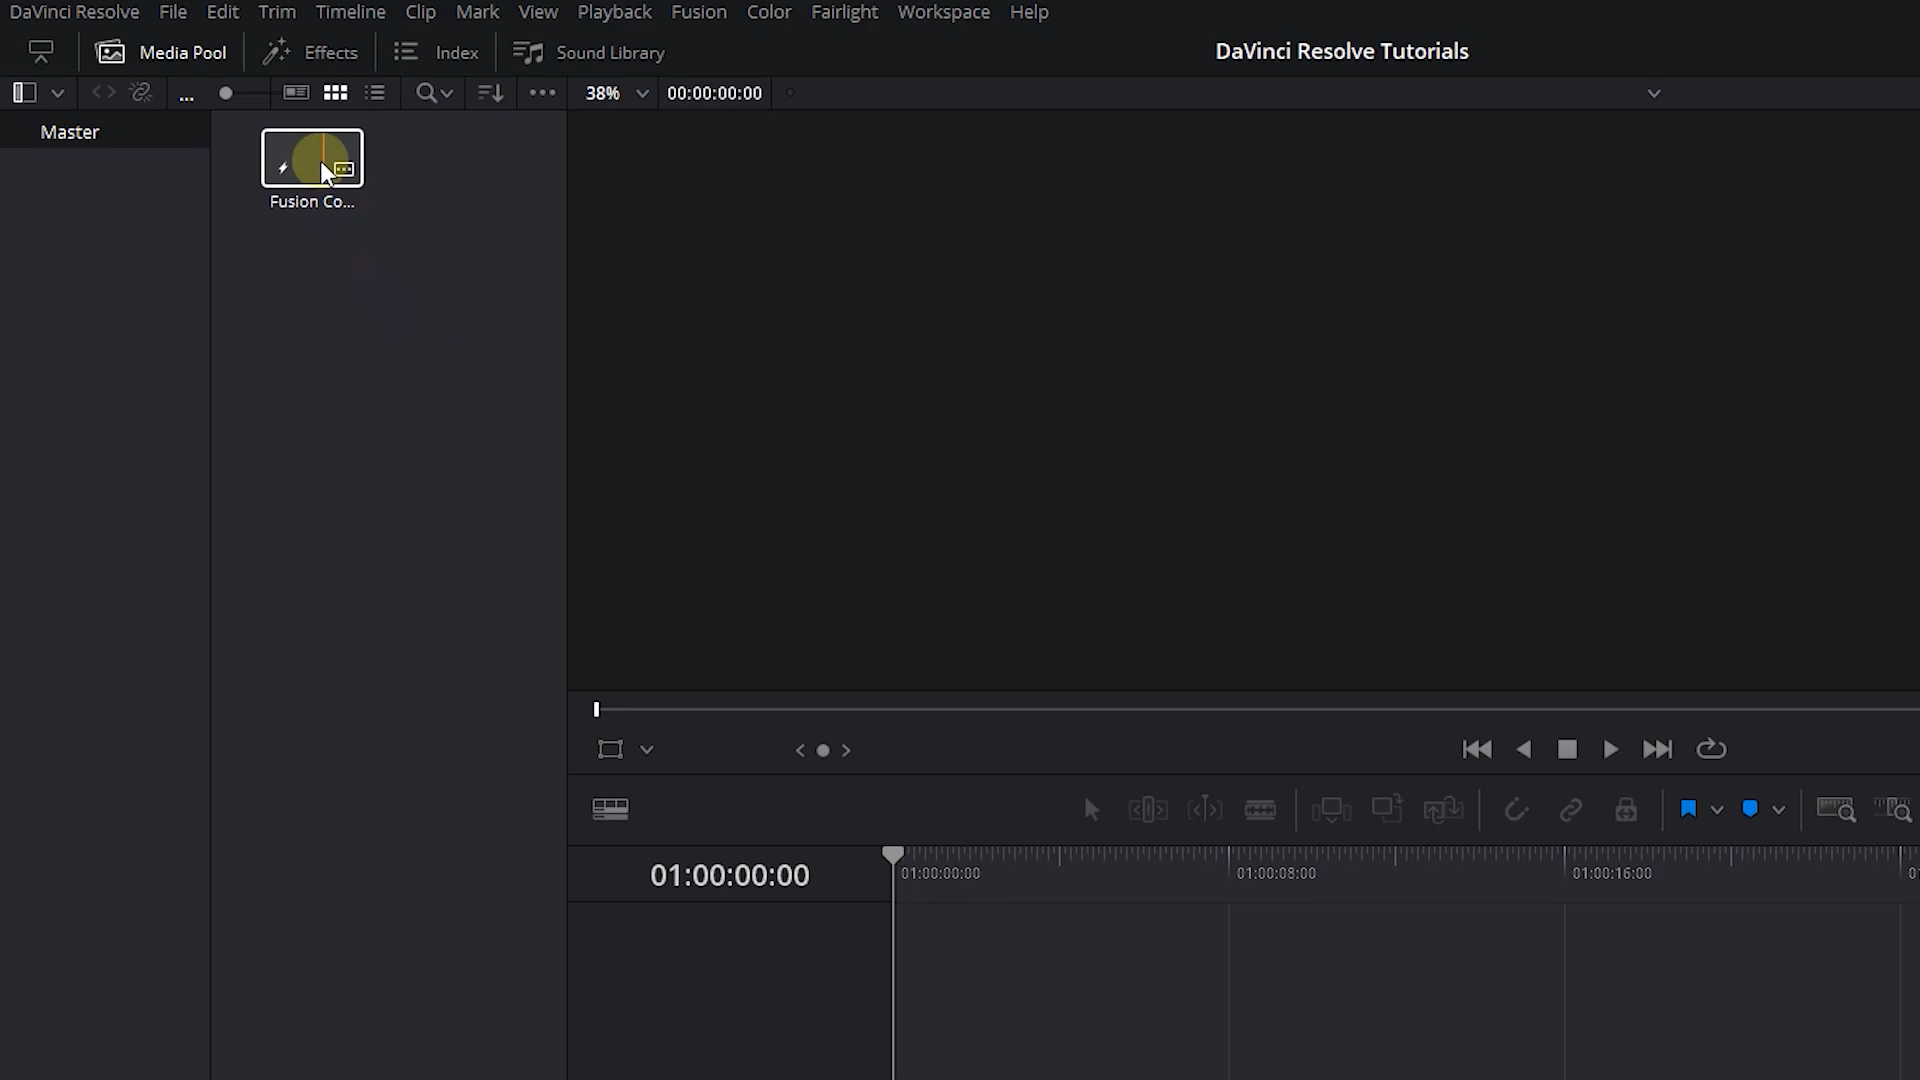 DaVinci Resolve File Edit Trim Timeline Clip Mark View Playback Fusion Color Fairlight Workspace Help
Media Pool Effects Index Sound Library DaVinci Resolve Tutorials
... 38% 00:00:00:00
Master
Fusion Co...
01:00:00:00 01:00:00:00 01:00:08:00 01:00:16:00